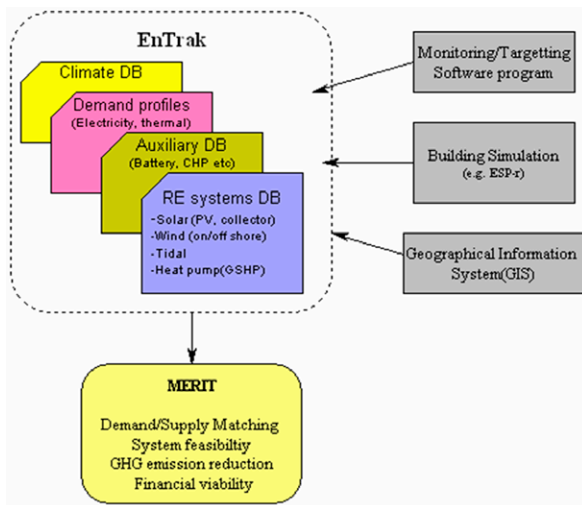 EnTrak
Climate DB
Demand profiles
(Electricity, thermal)
Auxiliary DB
(Battery, CHP etc)
RE systems DB
-Solar (PV, collector)
-Wind (on/off shore)
-Tidal
-Heat pump(GSHP)
Monitoring/Targetting
Software program
Building Simulation
(e.g. ESP-r)
Geographical Information
System(GIS)
MERIT
Demand/Supply Matching
System feasibiltiy
GHG emission reduction
Financial viability